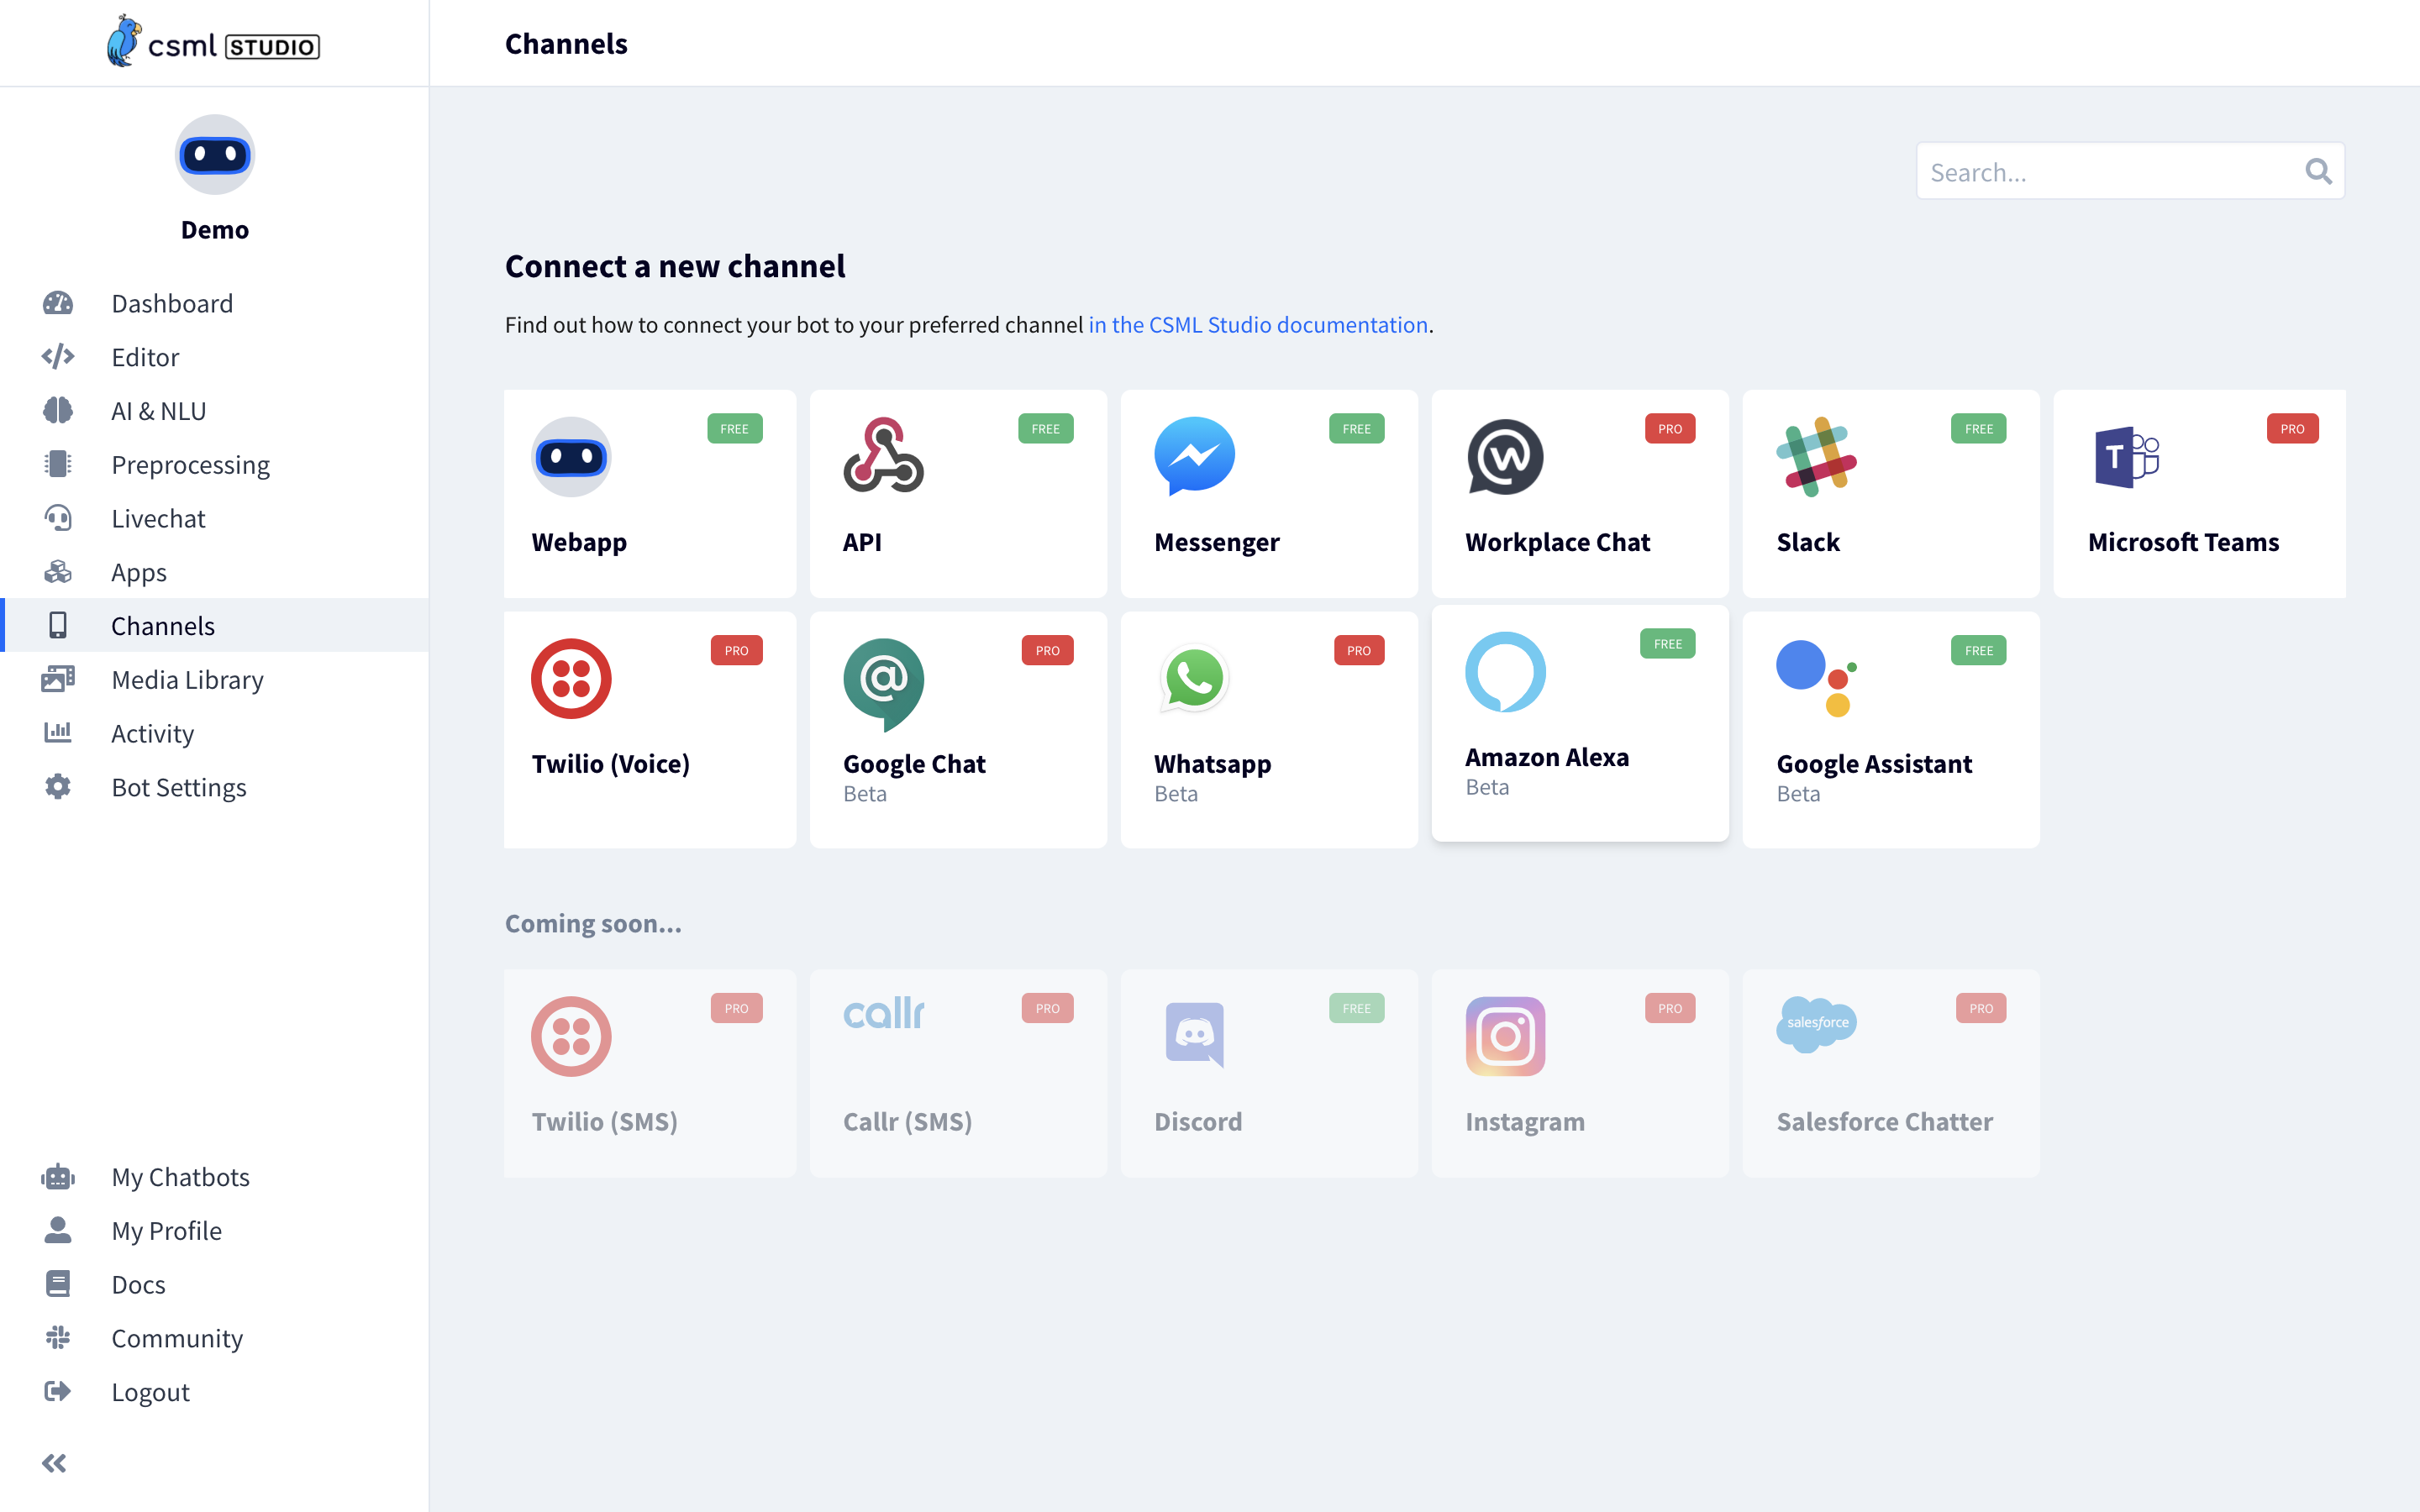 csml STUDIO
Demo
Dashboard
Editor
AI & NLU
Preprocessing
Livechat
Apps
Channels
Media Library
Activity
Bot Settings
My Chatbots
My Profile
Docs
Community
Logout
Channels
Search...
Connect a new channel
Find out how to connect your bot to your preferred channel in the CSML Studio documentation.
FREE
Webapp
FREE
API
FREE
Messenger
PRO
Workplace Chat
FREE
Slack
PRO
T
Microsoft Teams
PRO
Twilio (Voice)
PRO
Google Chat
Beta
PRO
Whatsapp
Beta
FREE
Amazon Alexa
Beta
FREE
Google Assistant
Beta
Coming soon...
PRO
Twilio (SMS)
callr
PRO
Callr (SMS)
FREE
Discord
PRO
Instagram
salesforce
PRO
Salesforce Chatter